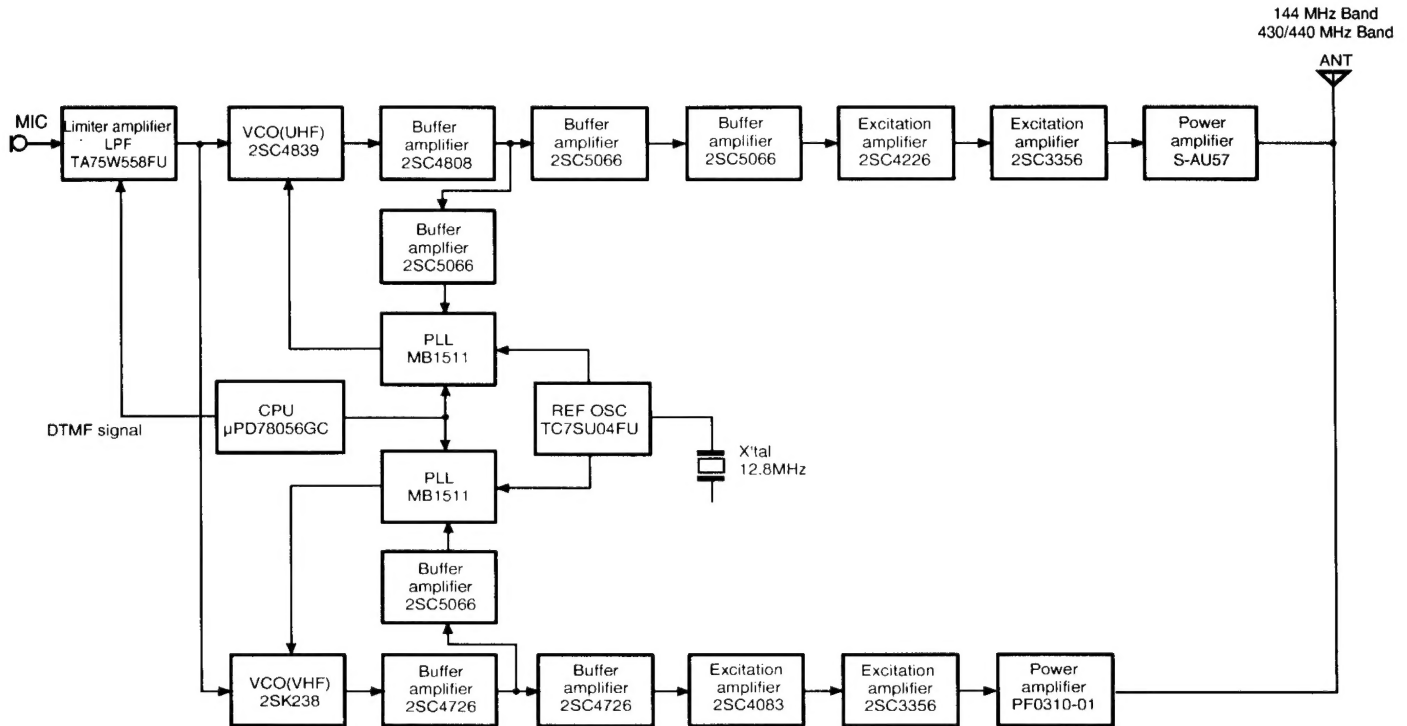 144 MHz Band
430/440 MHz Band
ANT
MIC
Limiter amplifier
LPF
TA75W558FU
VCO(UHF)
2SC4839
Buffer
amplifier
2SC4808
Buffer
amplifier
2SC5066
Buffer
amplifier
2SC5066
Excitation
amplifier
2SC4226
Excitation
amplifier
2SC3356
Power
amplifier
S-AU57
Buffer
amplfier
2SC5066
PLL
MB1511
CPU
µPD78056GC
REF OSC
TC7SU04FU
DTMF signal
X'tal
12.8MHz
PLL
MB1511
Buffer
amplifier
2SC5066
VCO(VHF)
2SK238
Buffer
amplifier
2SC4726
Buffer
amplifier
2SC4726
Excitation
amplifier
2SC4083
Excitation
amplifier
2SC3356
Power
amplifier
PF0310-01